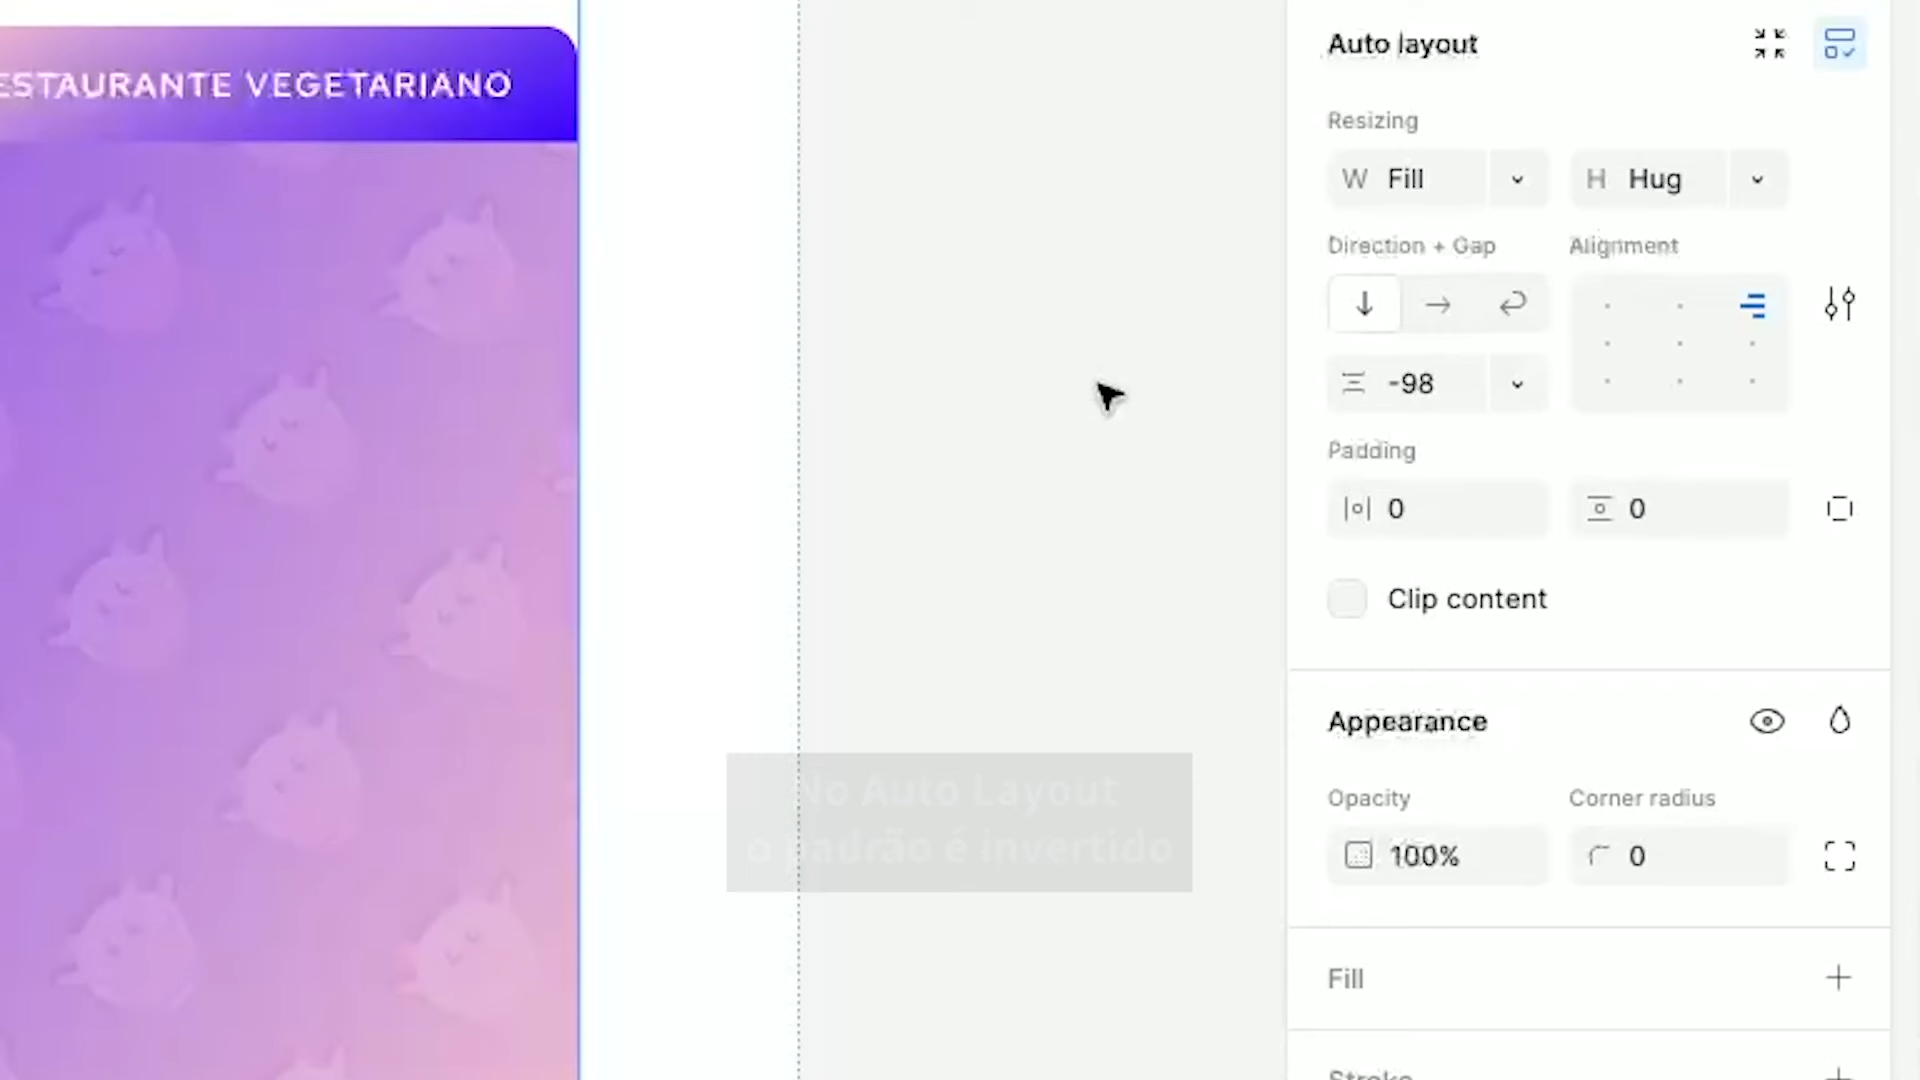 ESTAURANTE VEGETARIANO
Auto layout
Resizing
W Fill
H Hug
Direction + Gap
Alignment
-98
Padding
0
0
Clip content
No Auto Layout
o padrão é invertido
Appearance
Opacity
Corner radius
100%
0
Fill
Stroke